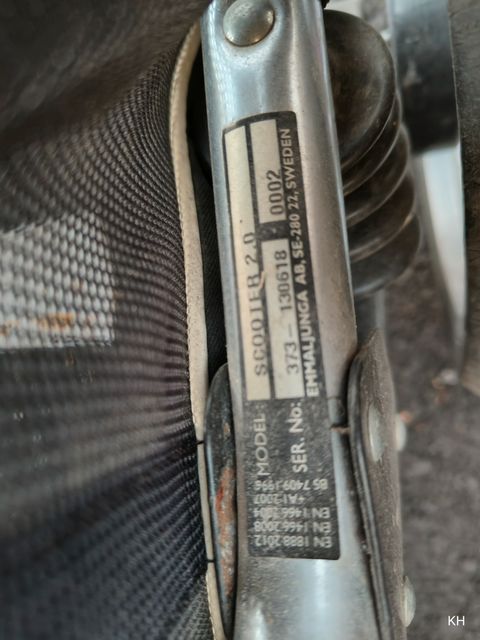 MODEL: SCOOTER 2,0
SER. No: 373 - 130618 - 0002
EMMALJUNGA AB, SE-280 22, SWEDEN
EN 1888:2012
EN 1466:2008
EN 1466:2004
+A1:2007
BS 7409:1996
KH